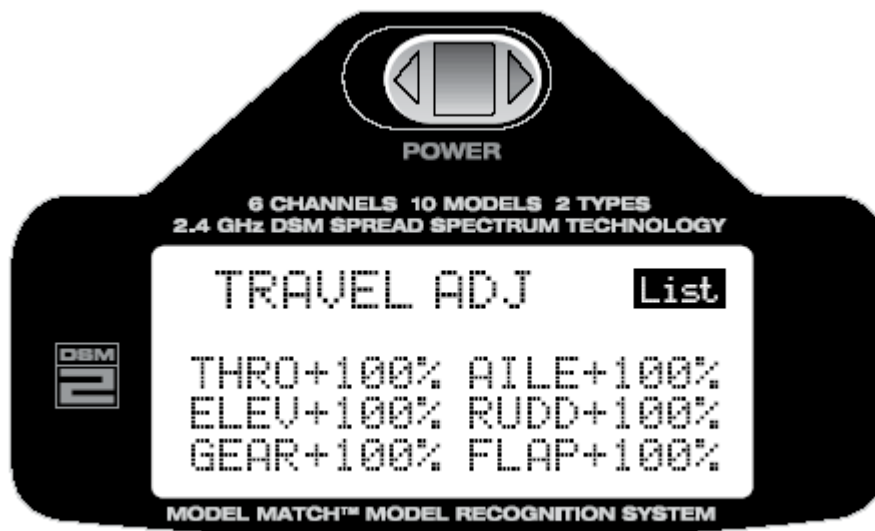 POWER
6 CHANNELS 10 MODELS 2 TYPES
2.4 GHz DSM SPREAD SPECTRUM TECHNOLOGY
TRAVEL ADJ List
DSM
2
THRO+100% AILE+100%
ELEV+100% RUDD+100%
GEAR+100% FLAP+100%
MODEL MATCH™ MODEL RECOGNITION SYSTEM